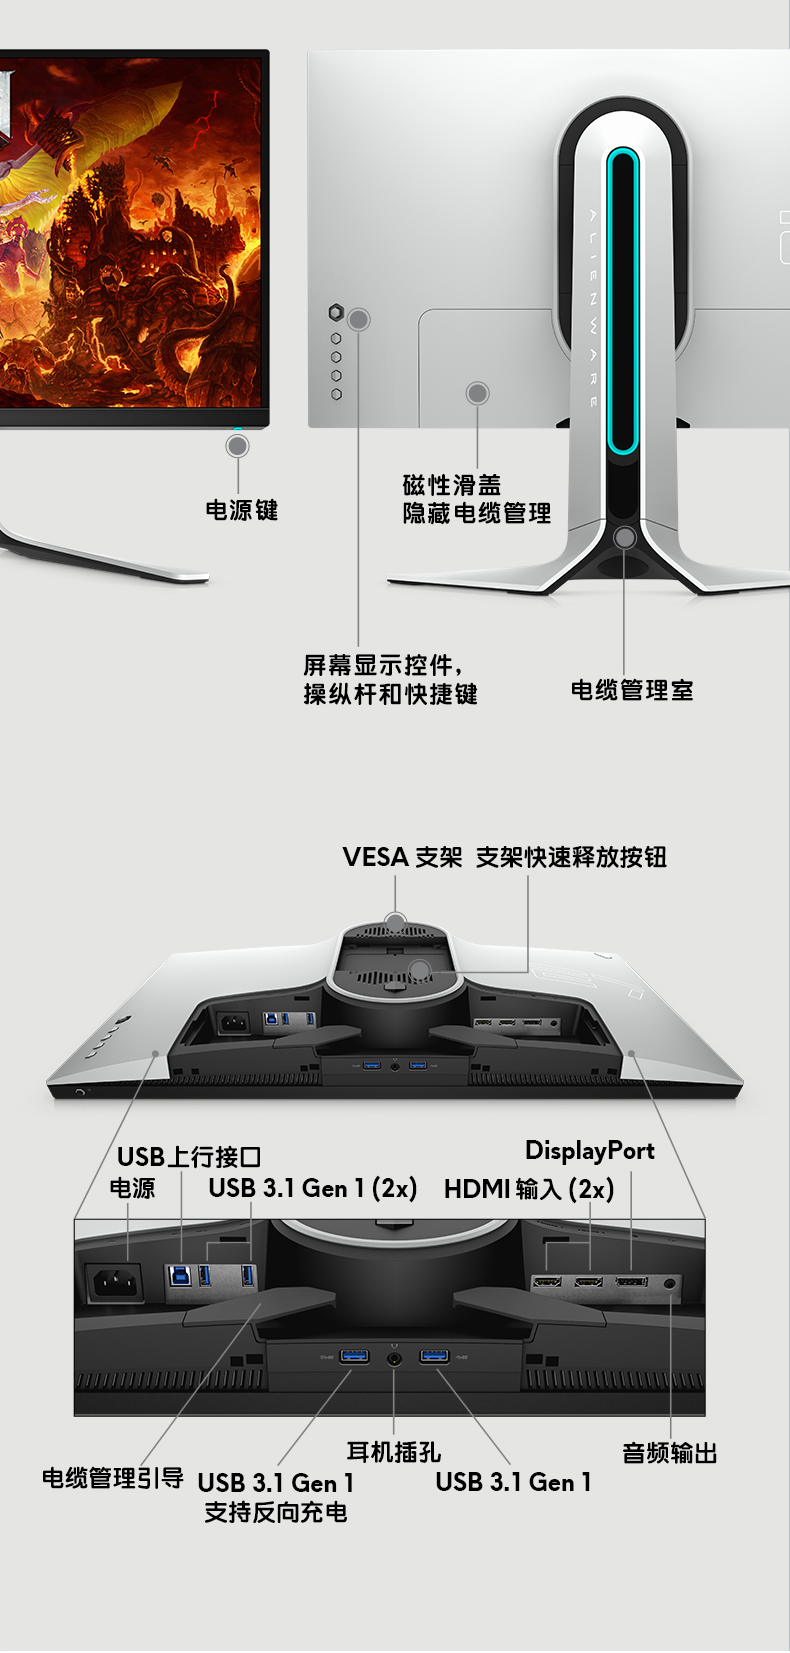 ALIENWARE
电源键
磁性滑盖
隐藏电缆管理
屏幕显示控件，
操纵杆和快捷键
电缆管理室
VESA 支架 支架快速释放按钮
USB上行接口
DisplayPort
电源
USB 3.1 Gen 1 (2x)
HDMI 输入 (2x)
耳机插孔
音频输出
电缆管理引导
USB 3.1 Gen 1
支持反向充电
USB 3.1 Gen 1